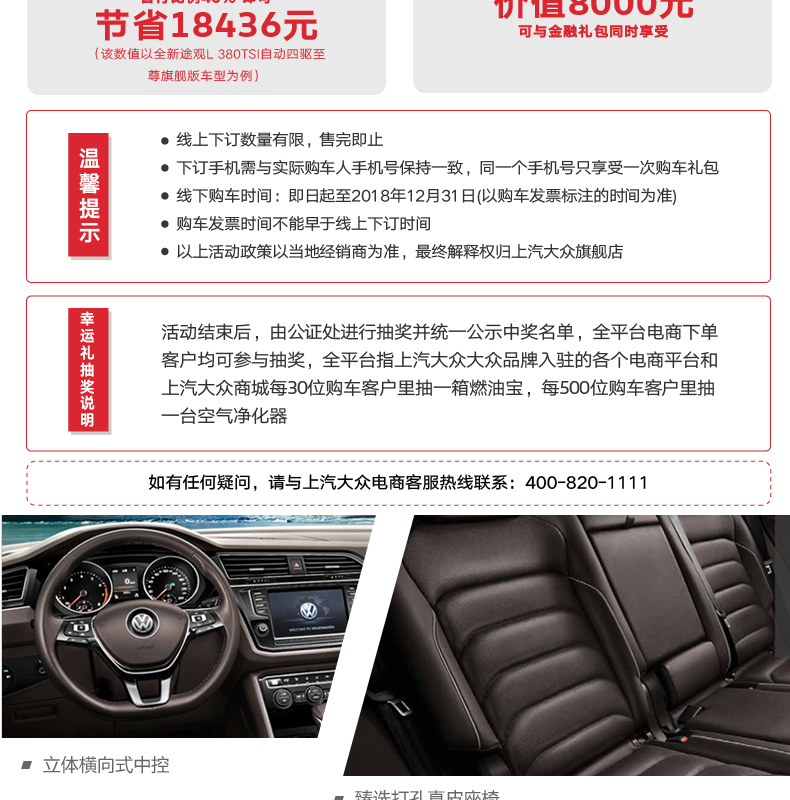 节省18436元
(该数值以全新途观L 380TSI自动四驱至
尊旗舰版车型为例)
价值8000元
可与金融礼包同时享受
温馨提示
● 线上下订数量有限，售完即止
● 下订手机需与实际购车人手机号保持一致，同一个手机号只享受一次购车礼包
● 线下购车时间：即日起至2018年12月31日(以购车发票标注的时间为准)
● 购车发票时间不能早于线上下订时间
● 以上活动政策以当地经销商为准，最终解释权归上汽大众旗舰店
幸运礼抽奖说明
活动结束后，由公证处进行抽奖并统一公示中奖名单，全平台电商下单
客户均可参与抽奖，全平台指上汽大众大众品牌入驻的各个电商平台和
上汽大众商城每30位购车客户里抽一箱燃油宝，每500位购车客户里抽
一台空气净化器
如有任何疑问，请与上汽大众电商客服热线联系：400-820-1111
立体横向式中控
臻选打孔真皮座椅